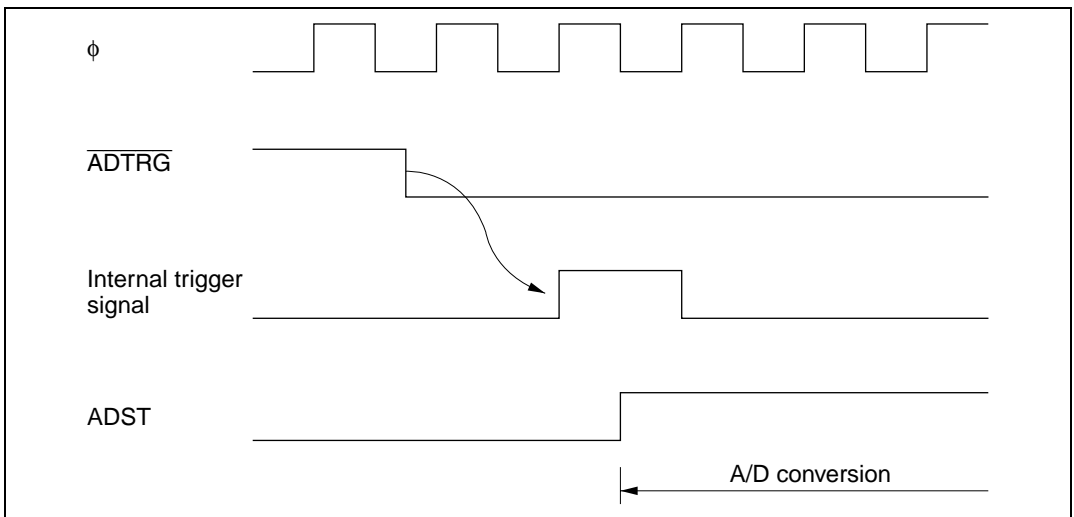 ϕ
ADTRG
Internal trigger
signal
ADST
A/D conversion